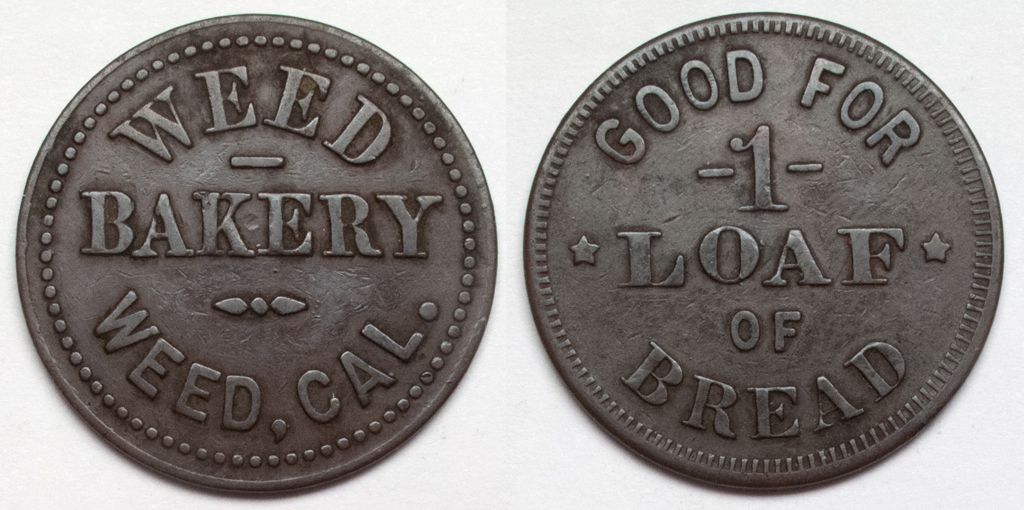 WEED
BAKERY
WEED, CAL.
GOOD FOR
-1-
LOAF
OF
BREAD